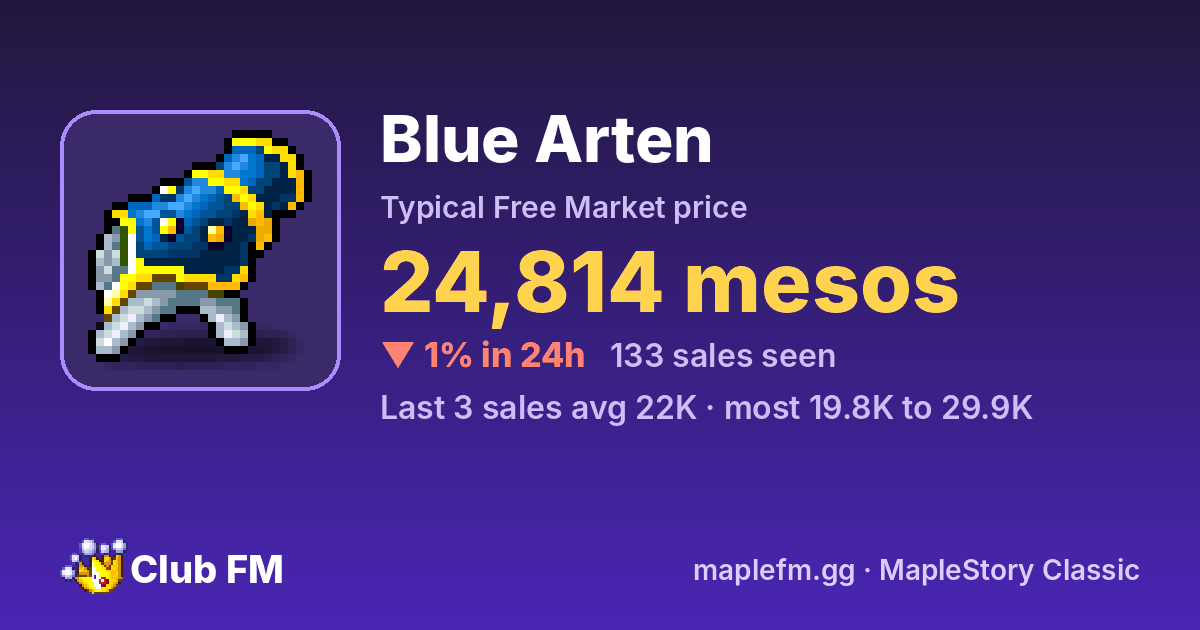 Blue Arten
Typical Free Market price
24,814 mesos
▼ 1% in 24h 133 sales seen
Last 3 sales avg 22K · most 19.8K to 29.9K
Club FM
maplefm.gg · MapleStory Classic